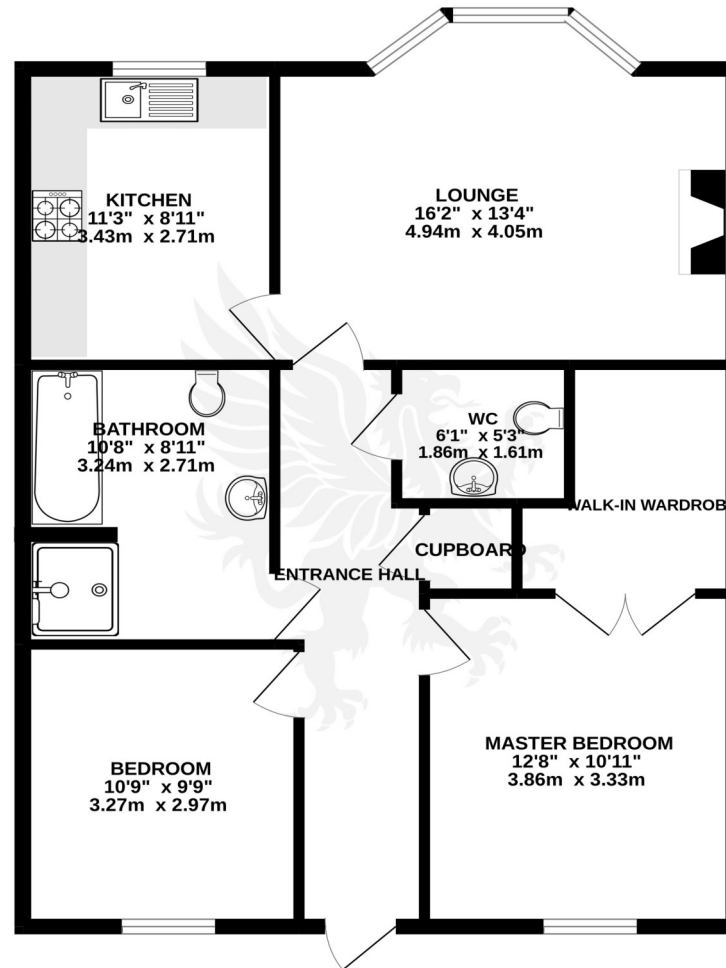 KITCHEN
11'3" x 8'11"
3.43m x 2.71m
LOUNGE
16'2" x 13'4"
4.94m x 4.05m
BATHROOM
10'8" x 8'11"
3.24m x 2.71m
WC
6'1" x 5'3"
1.86m x 1.61m
WALK-IN WARDROB
CUPBOARD
ENTRANCE HALL
BEDROOM
10'9" x 9'9"
3.27m x 2.97m
MASTER BEDROOM
12'8" x 10'11"
3.86m x 3.33m